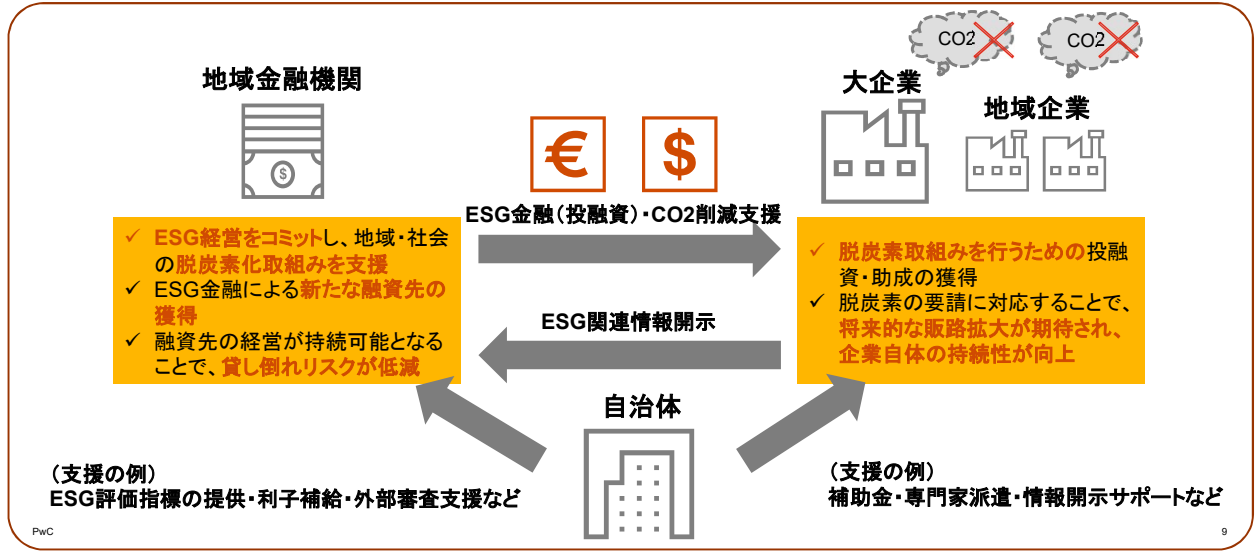 CO2
CO2
地域金融機関
大企業
地域企業
$
€
$
ESG金融（投融資）・CO2削減支援
✓ ESG経営をコミットし、地域・社会
の脱炭素化取組みを支援
✓ ESG金融による新たな融資先の
獲得
✓ 融資先の経営が持続可能となる
ことで、貸し倒れリスクが低減
✓ 脱炭素取組みを行うための投融
資・助成の獲得
✓ 脱炭素の要請に対応することで、
将来的な販路拡大が期待され、
企業自体の持続性が向上
ESG関連情報開示
自治体
（支援の例）
ESG評価指標の提供・利子補給・外部審査支援など
（支援の例）
補助金・専門家派遣・情報開示サポートなど
PwC
9